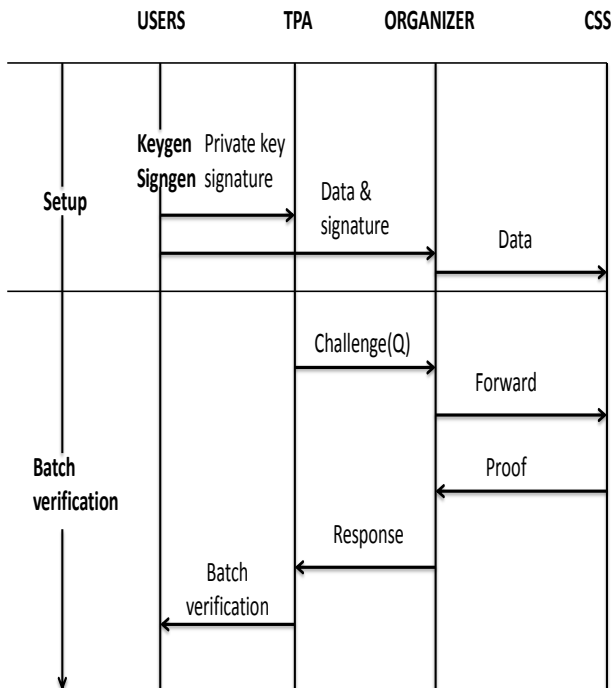 USERS TPA ORGANIZER CSS
Keygen Private key
Signgen signature
Setup
Data &
signature
Data
Challenge(Q)
Forward
Batch
verification
Proof
Response
Batch
verification